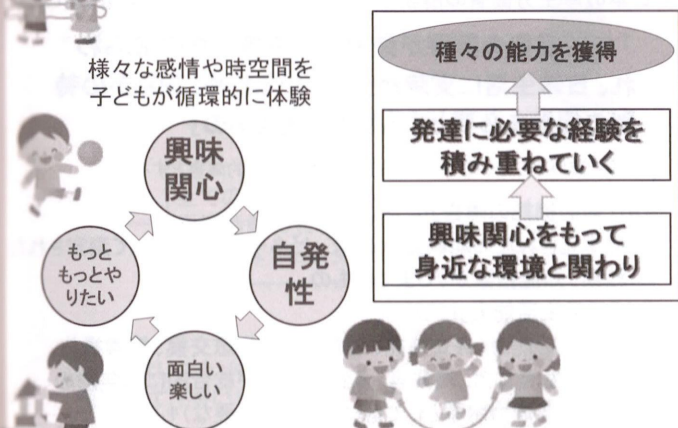 様々な感情や時空間を
子どもが循環的に体験
興味
関心
自発
性
面白い
楽しい
もっと
もっとや
りたい
種々の能力を獲得
発達に必要な経験を
積み重ねていく
興味関心をもって
身近な環境と関わり